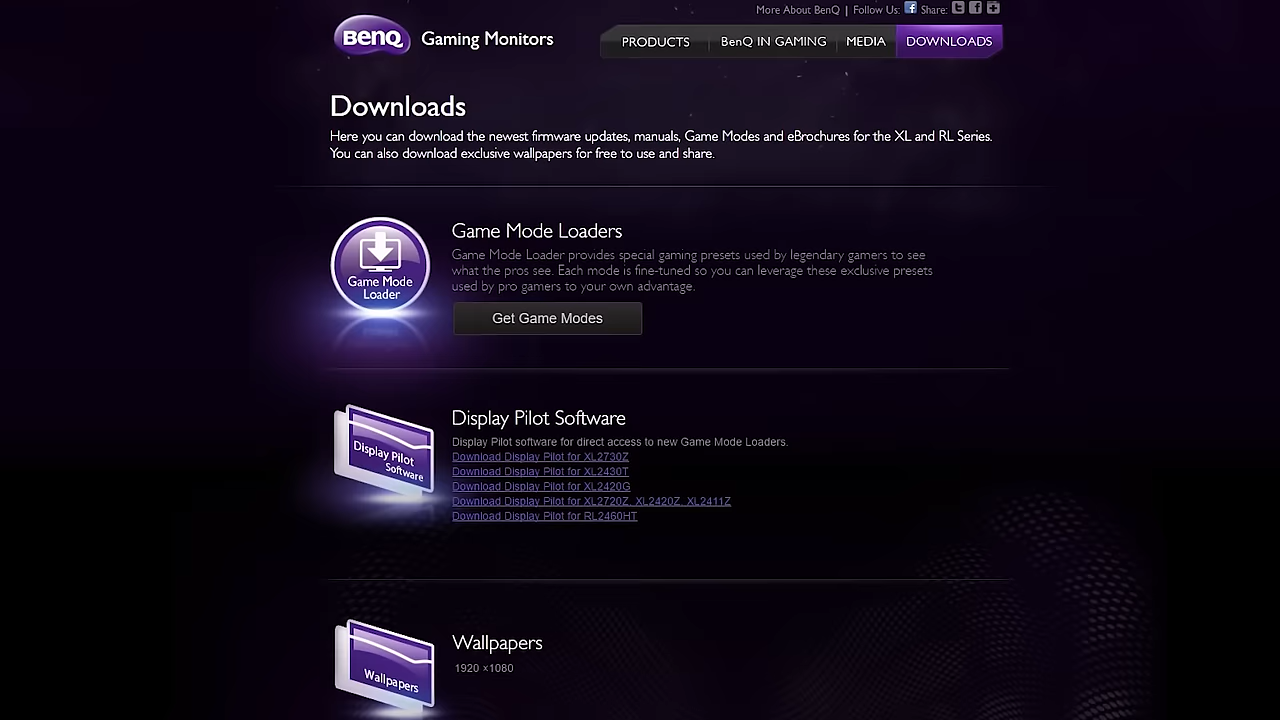 More About BenQ | Follow Us: Share:
BenQ Gaming Monitors
PRODUCTS BenQ IN GAMING MEDIA DOWNLOADS
Downloads
Here you can download the newest firmware updates, manuals, Game Modes and eBrochures for the XL and RL Series.
You can also download exclusive wallpapers for free to use and share.
Game Mode
Loader
Game Mode Loaders
Game Mode Loader provides special gaming presets used by legendary gamers to see
what the pros see. Each mode is fine-tuned so you can leverage these exclusive presets
used by pro gamers to your own advantage.
Get Game Modes
Display Pilot
Software
Display Pilot Software
Display Pilot software for direct access to new Game Mode Loaders.
Download Display Pilot for XL2730Z
Download Display Pilot for XL2430T
Download Display Pilot for XL2420G
Download Display Pilot for XL2720Z, XL2420Z, XL2411Z
Download Display Pilot for RL2460HT
Wallpapers
Wallpapers
1920 ×1080